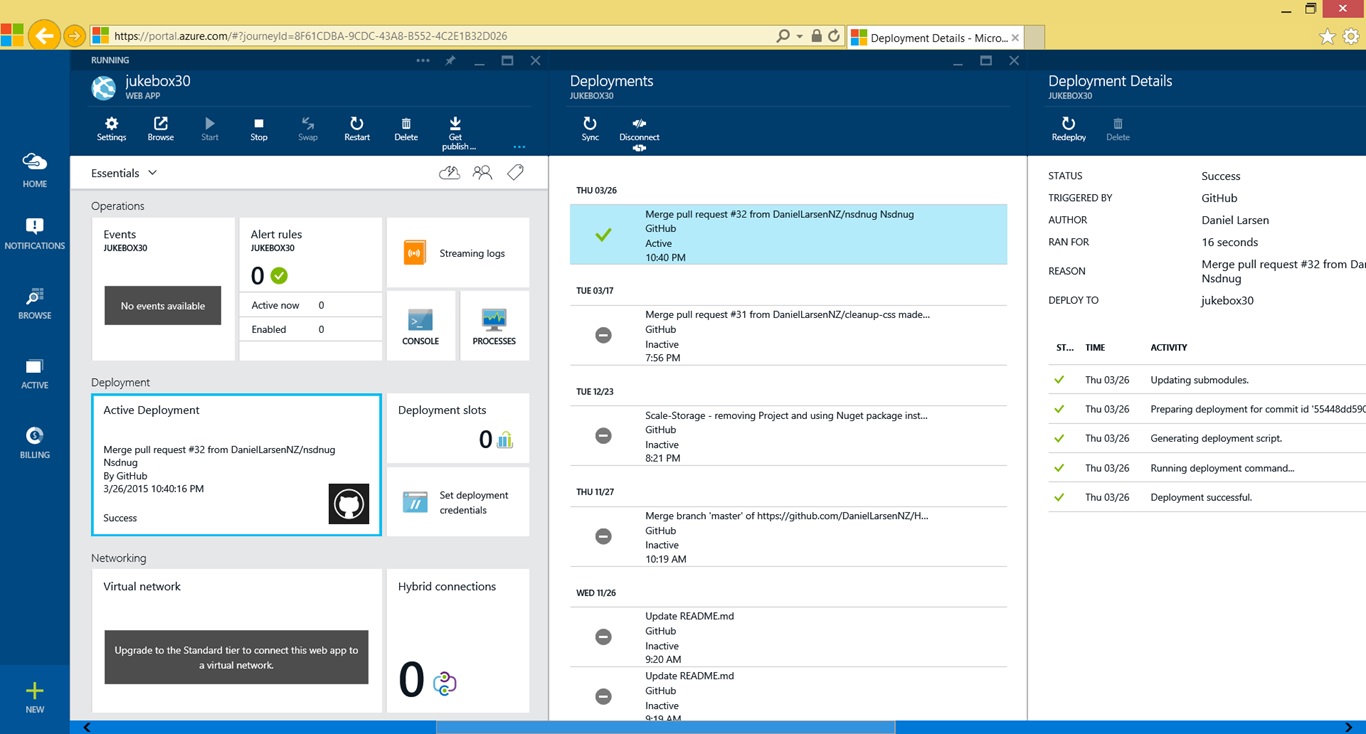 https://portal.azure.com/#?journeyId=8F61CDBA-9CDC-43A8-B552-4C2E1B32D026
Deployment Details - Micro...
HOME
NOTIFICATIONS
BROWSE
ACTIVE
BILLING
NEW
RUNNING
jukebox30
WEB APP
Settings
Browse
Start
Stop
Swap
Restart
Delete
Get
publish ...
Essentials
Operations
Events
JUKEBOX30
No events available
Alert rules
JUKEBOX30
0
Active now 0
Enabled 0
Streaming logs
CONSOLE
PROCESSES
Deployment
Active Deployment
Merge pull request #32 from DanielLarsenNZ/nsdnug
Nsdnug
By GitHub
3/26/2015 10:40:16 PM
Success
Deployment slots
0
Set deployment
credentials
Networking
Virtual network
Upgrade to the Standard tier to connect this web app to
a virtual network.
Hybrid connections
0
Deployments
JUKEBOX30
Sync
Disconnect
THU 03/26
Merge pull request #32 from DanielLarsenNZ/nsdnug Nsdnug
GitHub
Active
10:40 PM
TUE 03/17
Merge pull request #31 from DanielLarsenNZ/cleanup-css made...
GitHub
Inactive
7:56 PM
TUE 12/23
Scale-Storage - removing Project and using Nuget package inst...
GitHub
Inactive
8:21 PM
THU 11/27
Merge branch 'master' of https://github.com/DanielLarsenNZ/H...
GitHub
Inactive
10:19 AM
WED 11/26
Update README.md
GitHub
Inactive
9:20 AM
Update README.md
GitHub
Inactive
9:19 AM
Deployment Details
JUKEBOX30
Redeploy
Delete
STATUS Success
TRIGGERED BY GitHub
AUTHOR Daniel Larsen
RAN FOR 16 seconds
REASON Merge pull request #32 from Dan
Nsdnug
DEPLOY TO jukebox30
ST... TIME ACTIVITY
Thu 03/26 Updating submodules.
Thu 03/26 Preparing deployment for commit id '55448dd590
Thu 03/26 Generating deployment script.
Thu 03/26 Running deployment command...
Thu 03/26 Deployment successful.